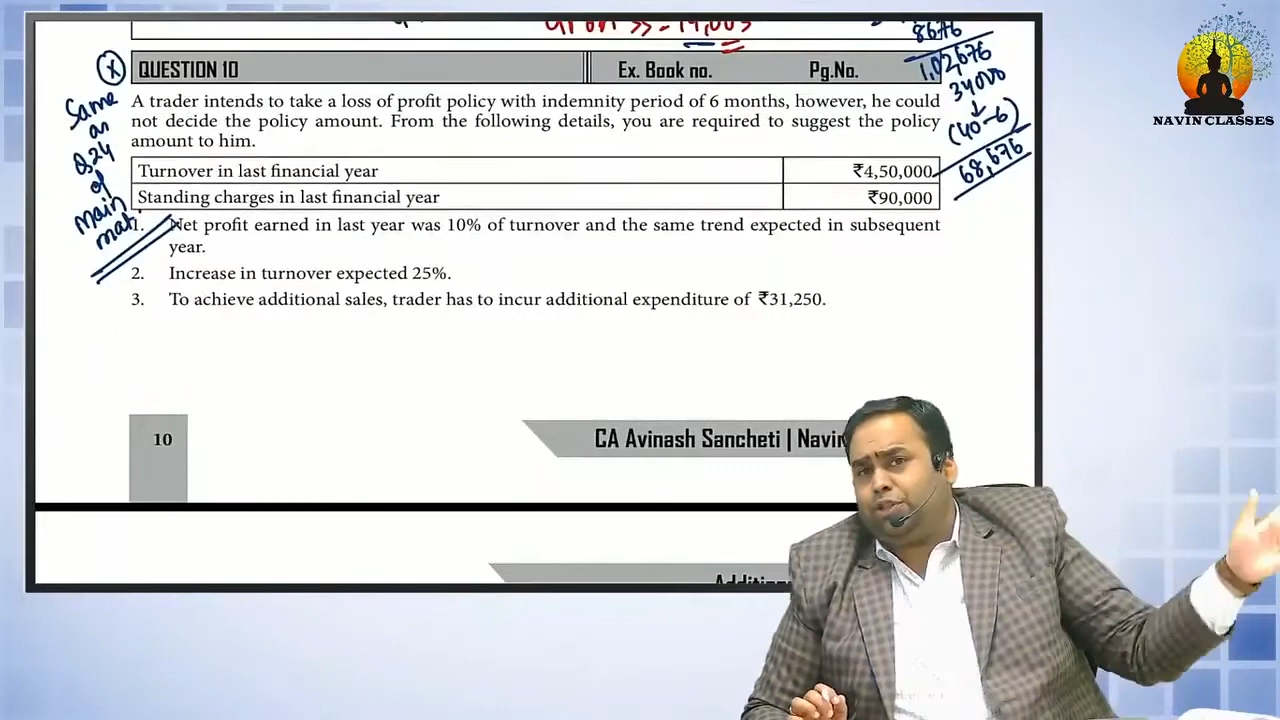 8676
1,02,676
34000
(40-6)
68,676
NAVIN CLASSES
X
QUESTION 10 Ex. Book no. Pg.No.
Same
as
Q.24
of
main
mat.
A trader intends to take a loss of profit policy with indemnity period of 6 months, however, he could
not decide the policy amount. From the following details, you are required to suggest the policy
amount to him.
Turnover in last financial year ₹4,50,000
Standing charges in last financial year ₹90,000
1. Net profit earned in last year was 10% of turnover and the same trend expected in subsequent
year.
2. Increase in turnover expected 25%.
3. To achieve additional sales, trader has to incur additional expenditure of ₹31,250.
10
CA Avinash Sancheti |